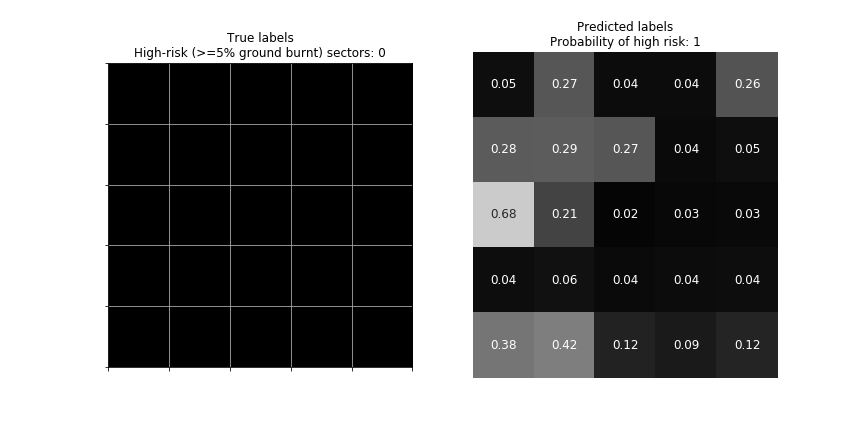 True labels
High-risk (>=5% ground burnt) sectors: 0
Predicted labels
Probability of high risk: 1
0.05 0.27 0.04 0.04 0.26
0.28 0.29 0.27 0.04 0.05
0.68 0.21 0.02 0.03 0.03
0.04 0.06 0.04 0.04 0.04
0.38 0.42 0.12 0.09 0.12